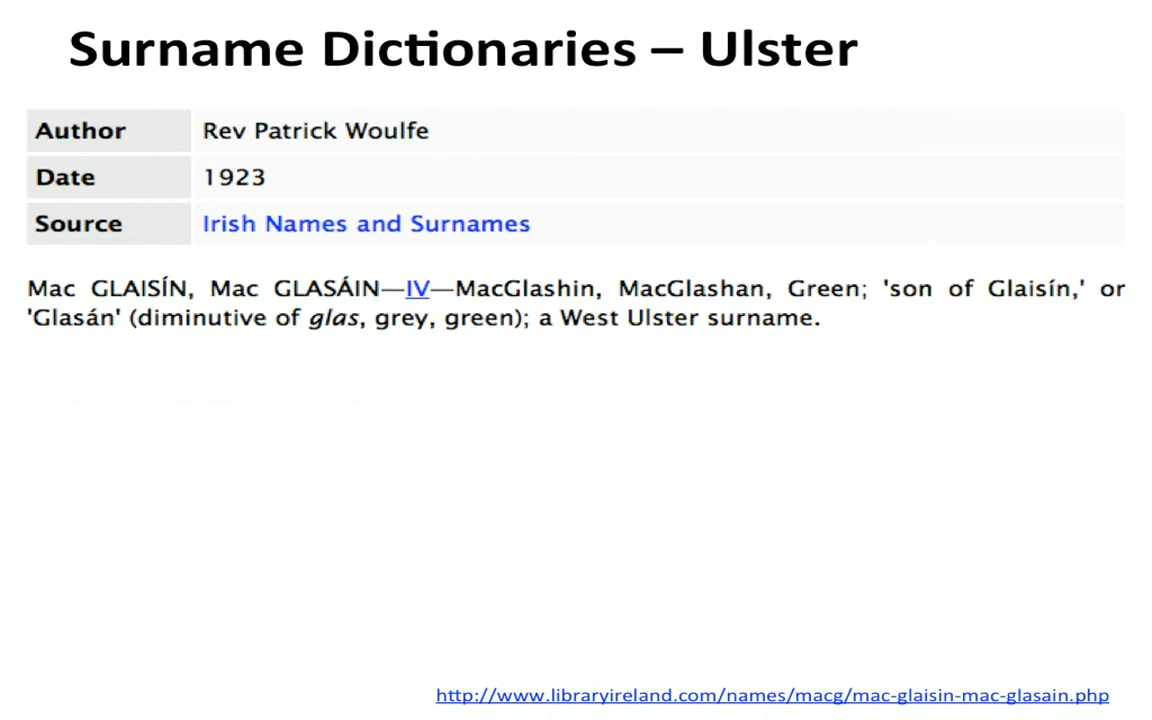 Surname Dictionaries – Ulster
Author Rev Patrick Woulfe
Date 1923
Source Irish Names and Surnames
Mac GLAISÍN, Mac GLASÁIN—IV—MacGlashin, MacGlashan, Green; 'son of Glaisín,' or
'Glasán' (diminutive of glas, grey, green); a West Ulster surname.
http://www.libraryireland.com/names/macg/mac-glaisin-mac-glasain.php